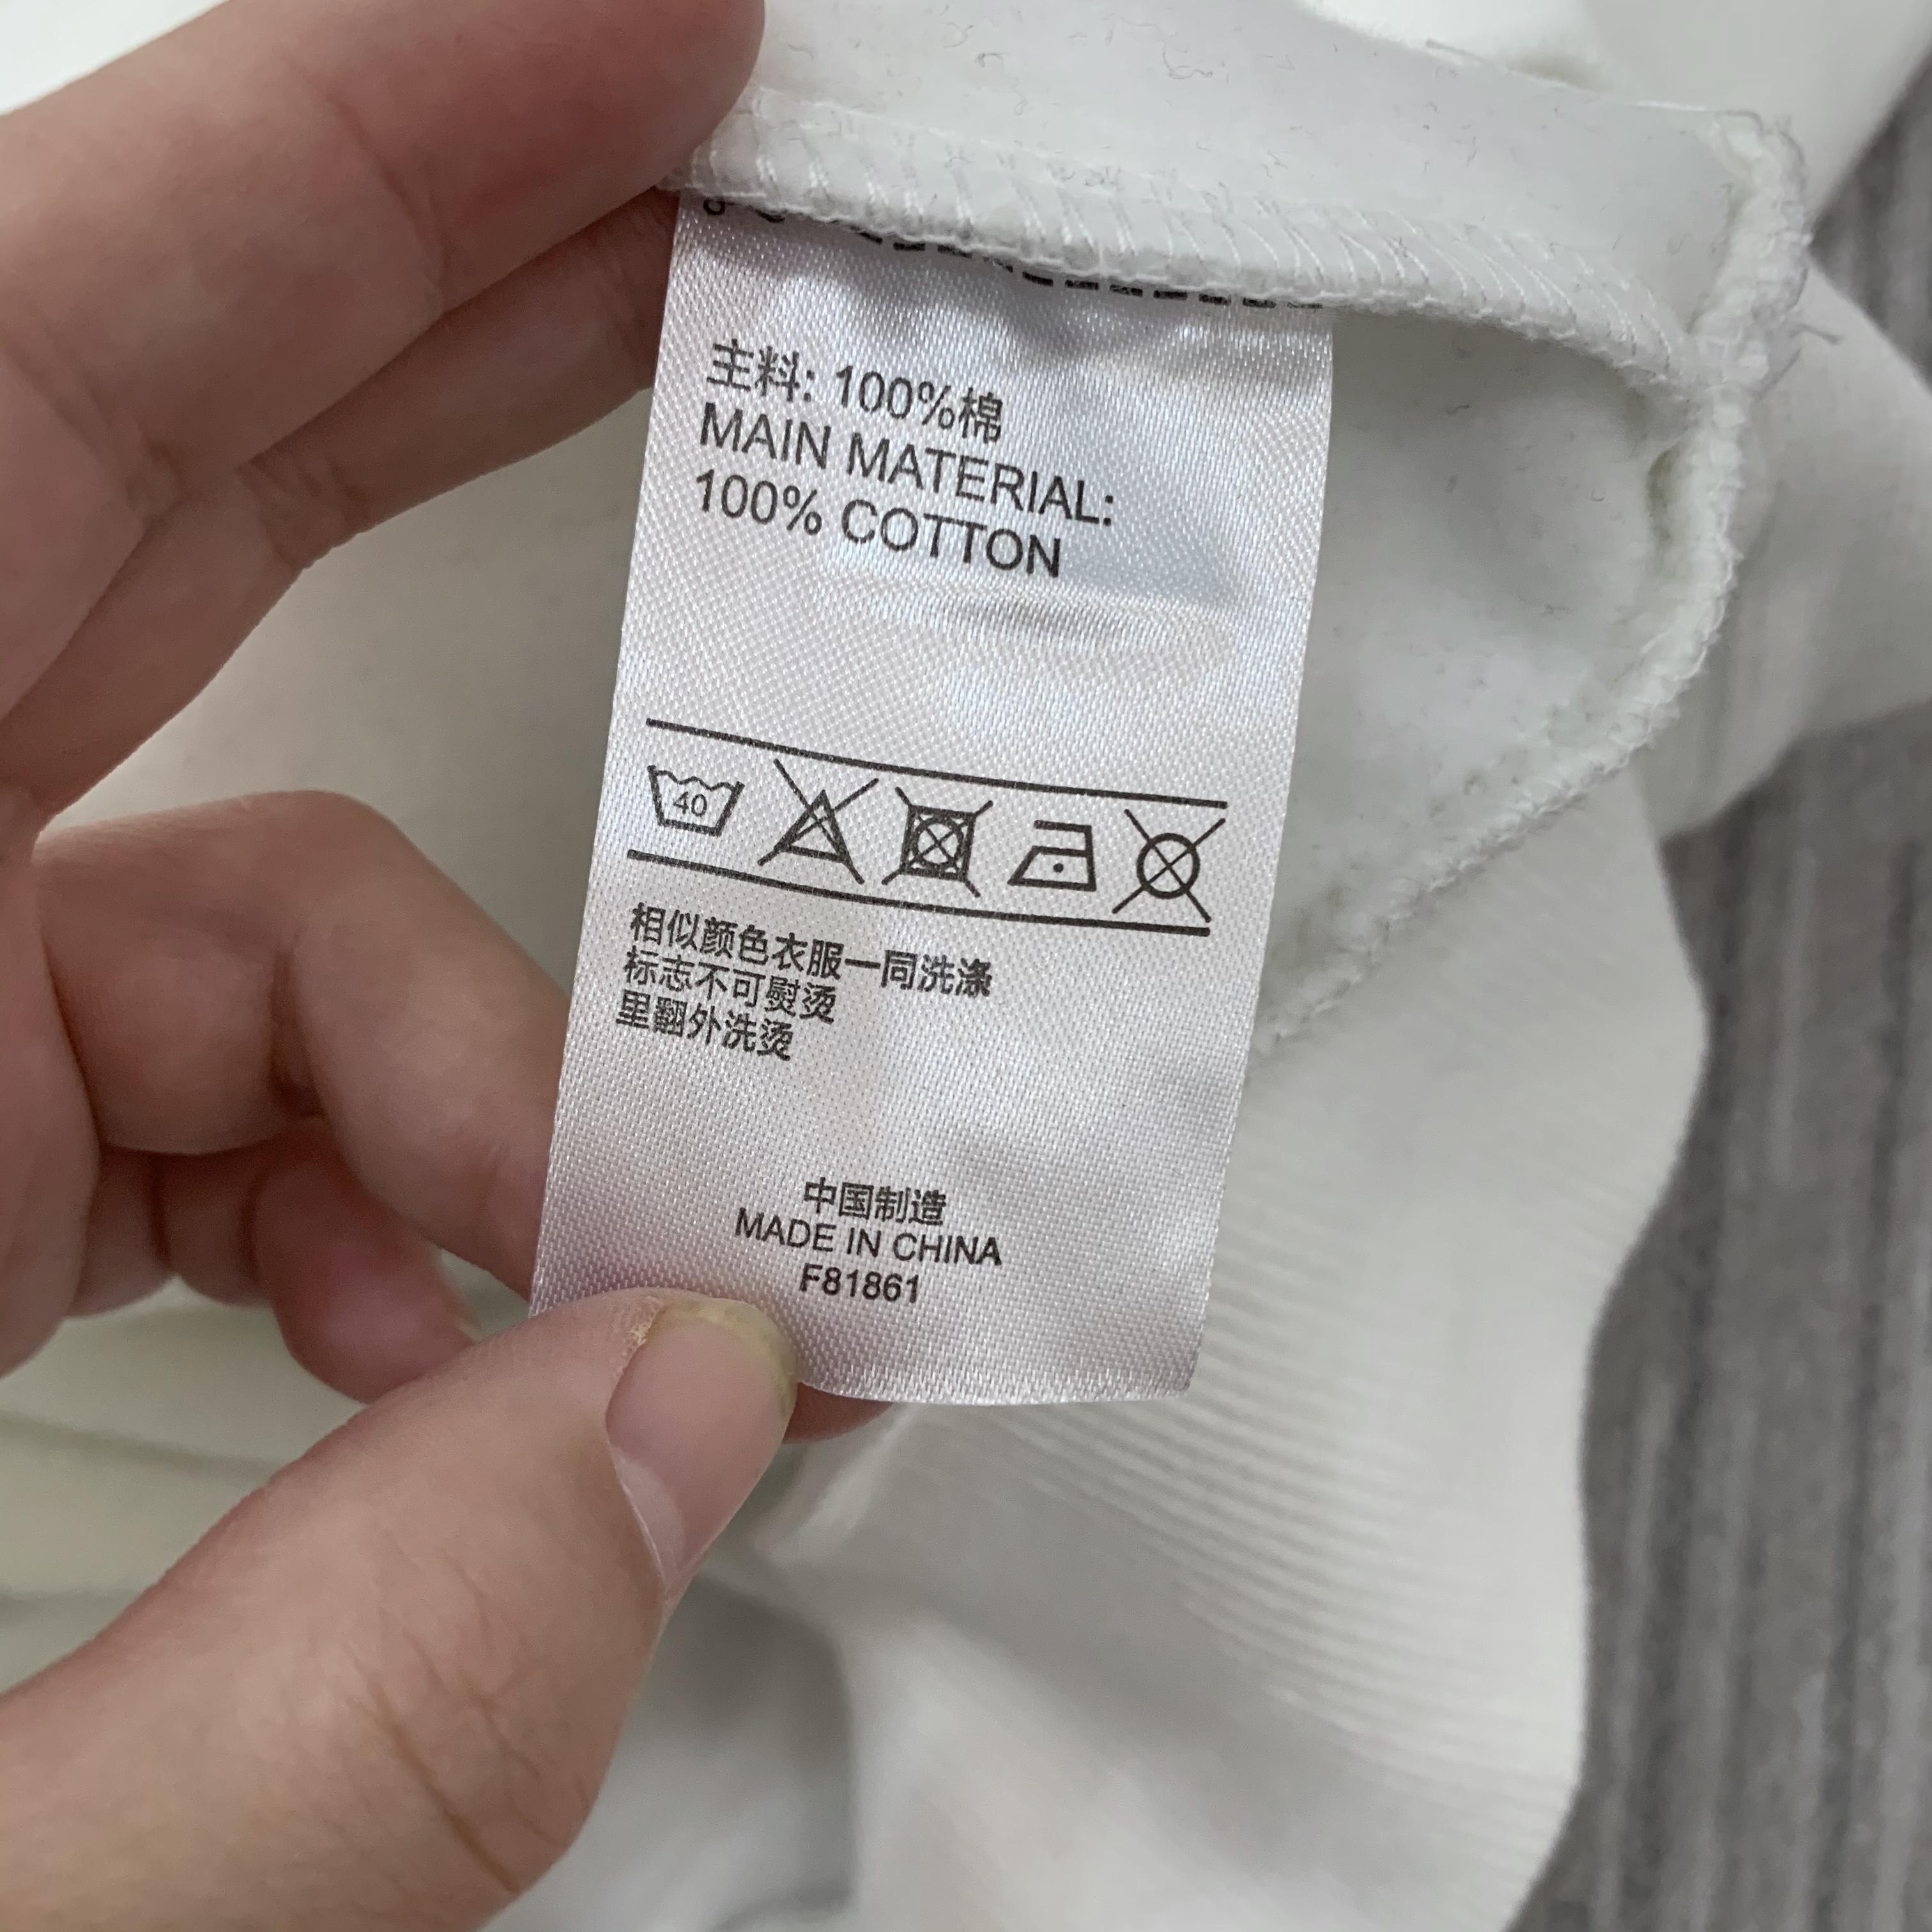 主料: 100%棉
MAIN MATERIAL:
100% COTTON
40
相似颜色衣服一同洗涤
标志不可熨烫
里翻外洗烫
中国制造
MADE IN CHINA
F81861